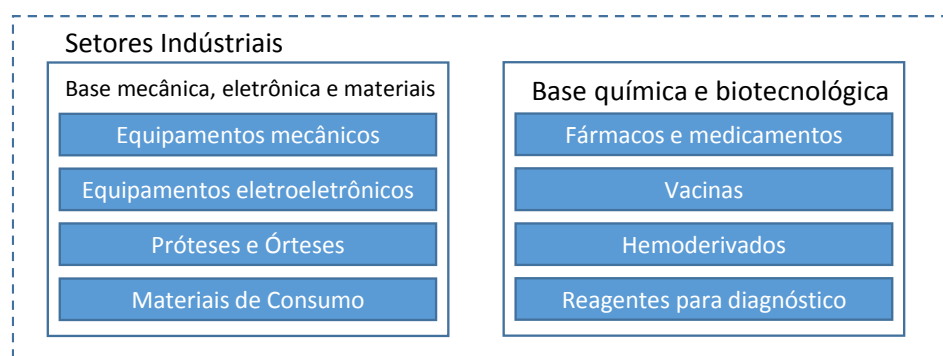 Setores Indústriais
Base mecânica, eletrônica e materiais
Equipamentos mecânicos
Equipamentos eletroeletrônicos
Próteses e Órteses
Materiais de Consumo
Base química e biotecnológica
Fármacos e medicamentos
Vacinas
Hemoderivados
Reagentes para diagnóstico